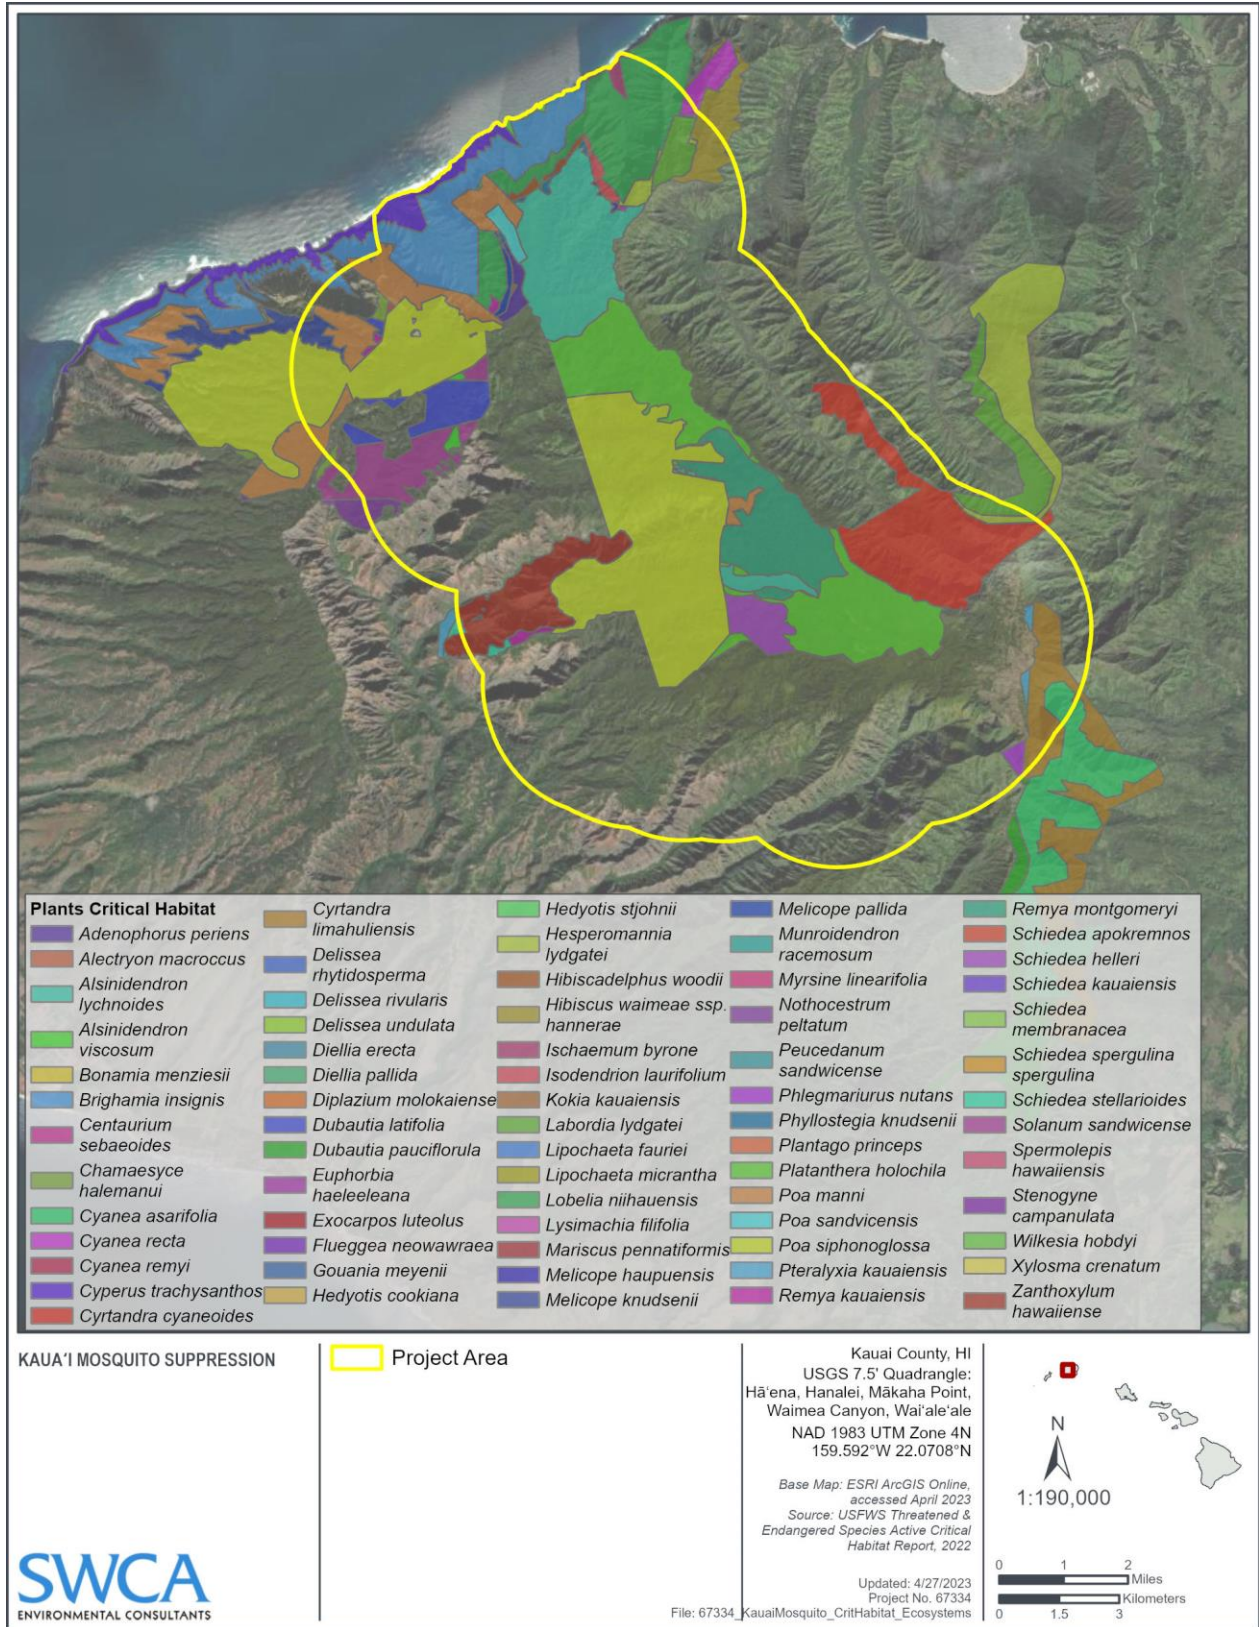 Plants Critical Habitat
Adenophorus periens
Alectryon macroccus
Alsinidendron
lychnoides
Alsinidendron
viscosum
Bonamia menziesii
Brighamia insignis
Centaurium
sebaeoides
Chamaesyce
halemanui
Cyanea asarifolia
Cyanea recta
Cyanea remyi
Cyperus trachysanthos
Cyrtandra cyaneoides
Cyrtandra
limahuliensis
Delissea
rhytidosperma
Delissea rivularis
Delissea undulata
Diellia erecta
Diellia pallida
Diplazium molokaiense
Dubautia latifolia
Dubautia pauciflorula
Euphorbia
haeleeleana
Exocarpos luteolus
Flueggea neowawraea
Gouania meyenii
Hedyotis cookiana
Hedyotis stjohnii
Hesperomannia
lydgatei
Hibiscadelphus woodii
Hibiscus waimeae ssp.
hannerae
Ischaemum byrone
Isodendrion laurifolium
Kokia kauaiensis
Labordia lydgatei
Lipochaeta fauriei
Lipochaeta micrantha
Lobelia niihauensis
Lysimachia filifolia
Mariscus pennatiformis
Melicope haupuensis
Melicope knudsenii
Melicope pallida
Munroidendron
racemosum
Myrsine linearifolia
Nothocestrum
peltatum
Peucedanum
sandwicense
Phlegmariurus nutans
Phyllostegia knudsenii
Plantago princeps
Platanthera holochila
Poa manni
Poa sandvicensis
Poa siphonoglossa
Pteralyxia kauaiensis
Remya kauaiensis
Remya montgomeryi
Schiedea apokremnos
Schiedea helleri
Schiedea kauaiensis
Schiedea
membranacea
Schiedea spergulina
spergulina
Schiedea stellarioides
Solanum sandwicense
Spermolepis
hawaiiensis
Stenogyne
campanulata
Wilkesia hobdyi
Xylosma crenatum
Zanthoxylum
hawaiiense
KAUAʻI MOSQUITO SUPPRESSION
SWCA
ENVIRONMENTAL CONSULTANTS
Project Area
Kauai County, HI
USGS 7.5' Quadrangle:
Hāʻena, Hanalei, Mākaha Point,
Waimea Canyon, Waiʻaleʻale
NAD 1983 UTM Zone 4N
159.592°W 22.0708°N
Base Map: ESRI ArcGIS Online,
accessed April 2023
Source: USFWS Threatened &
Endangered Species Active Critical
Habitat Report, 2022
Updated: 4/27/2023
Project No. 67334
File: 67334_KauaiMosquito_CritHabitat_Ecosystems
N
1:190,000
0 1 2
Miles
Kilometers
0 1.5 3